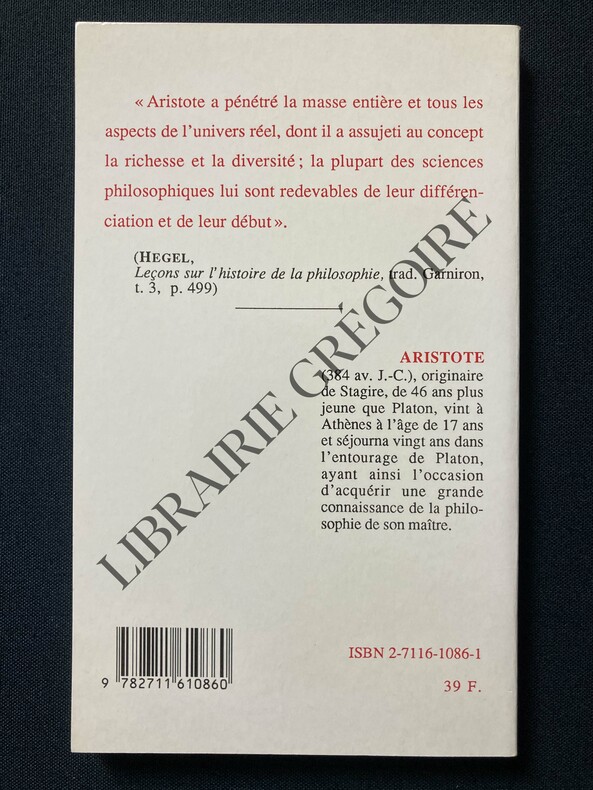 « Aristote a pénétré la masse entière et tous les
aspects de l'univers réel, dont il a assujeti au concept
la richesse et la diversité ; la plupart des sciences
philosophiques lui sont redevables de leur différen-
ciation et de leur début ».
(HEGEL,
Leçons sur l'histoire de la philosophie, trad. Garniron,
t. 3, p. 499)
ARISTOTE
(384 av. J.-C.), originaire
de Stagire, de 46 ans plus
jeune que Platon, vint à
Athènes à l'âge de 17 ans
et séjourna vingt ans dans
l'entourage de Platon,
ayant ainsi l'occasion
d'acquérir une grande
connaissance de la philo-
sophie de son maître.
LIBRAIRIE GRÉGOIRE
ISBN 2-7116-1086-1
9 782711 610860
39 F.